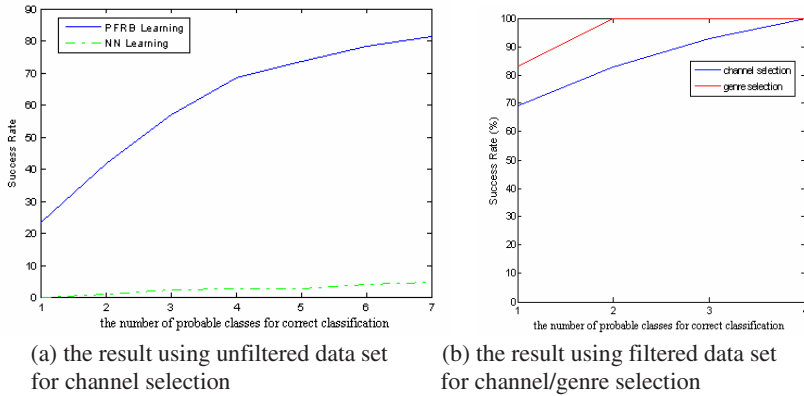 90
80
70
60
50
40
30
20
10
0
Success Rate
PFRB Learning
NN Learning
1 2 3 4 5 6 7
the number of probable classes for correct classification
(a) the result using unfiltered data set
for channel selection
100
90
80
70
60
50
40
30
20
10
0
Success Rate (%)
channel selection
genre selection
1 2 3 4
the number of probable classes for correct classification
(b) the result using filtered data set
for channel/genre selection